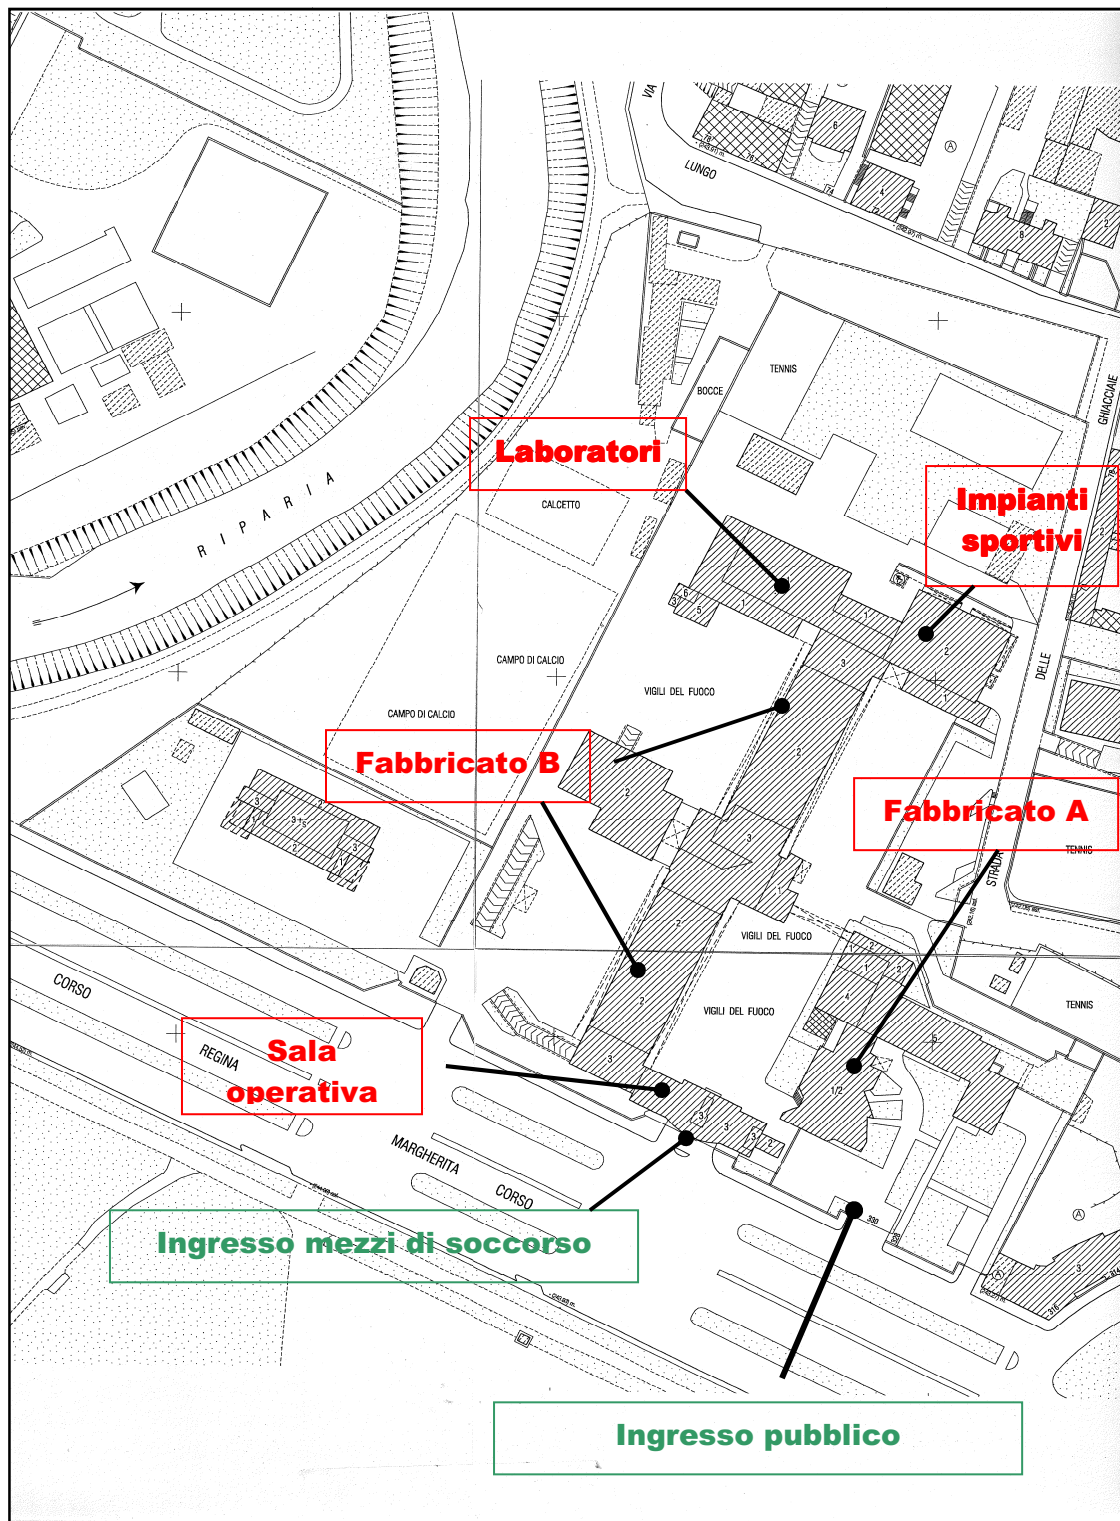 VIA
LUNGO
TENNIS
BOCCE
GHIACCIAIE
Laboratori
Impianti
sportivi
CALCETTO
RIPARIA
CAMPO DI CALCIO
VIGILI DEL FUOCO
DELLE
CAMPO DI CALCIO
Fabbricato B
Fabbricato A
TENNIS
STRADA
VIGILI DEL FUOCO
CORSO
VIGILI DEL FUOCO
TENNIS
REGINA
Sala
operativa
MARGHERITA
CORSO
Ingresso mezzi di soccorso
Ingresso pubblico